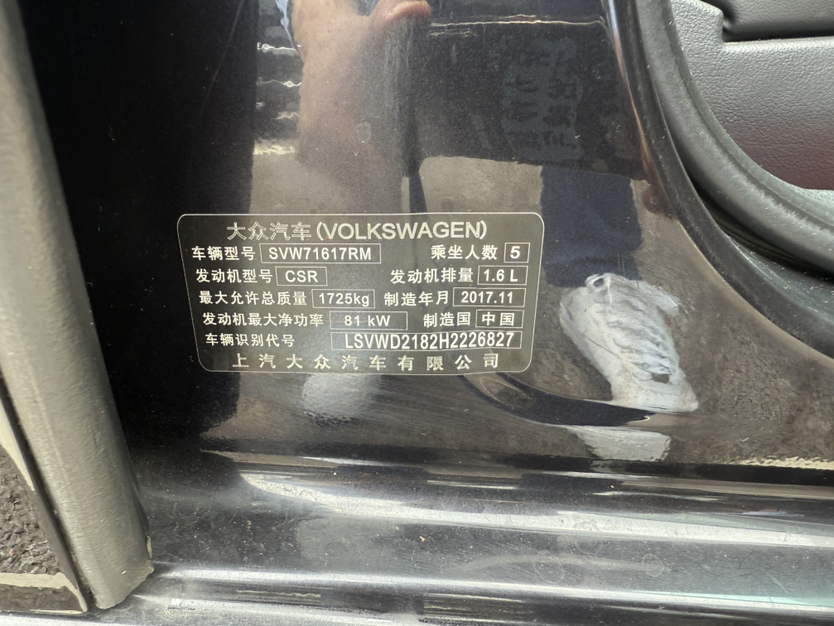 大众汽车(VOLKSWAGEN)
车辆型号 SVW71617RM 乘坐人数 5
发动机型号 CSR 发动机排量 1.6 L
最大允许总质量 1725kg 制造年月 2017.11
发动机最大净功率 81 kW 制造国 中国
车辆识别代号 LSVWD2182H2226827
上汽大众汽车有限公司